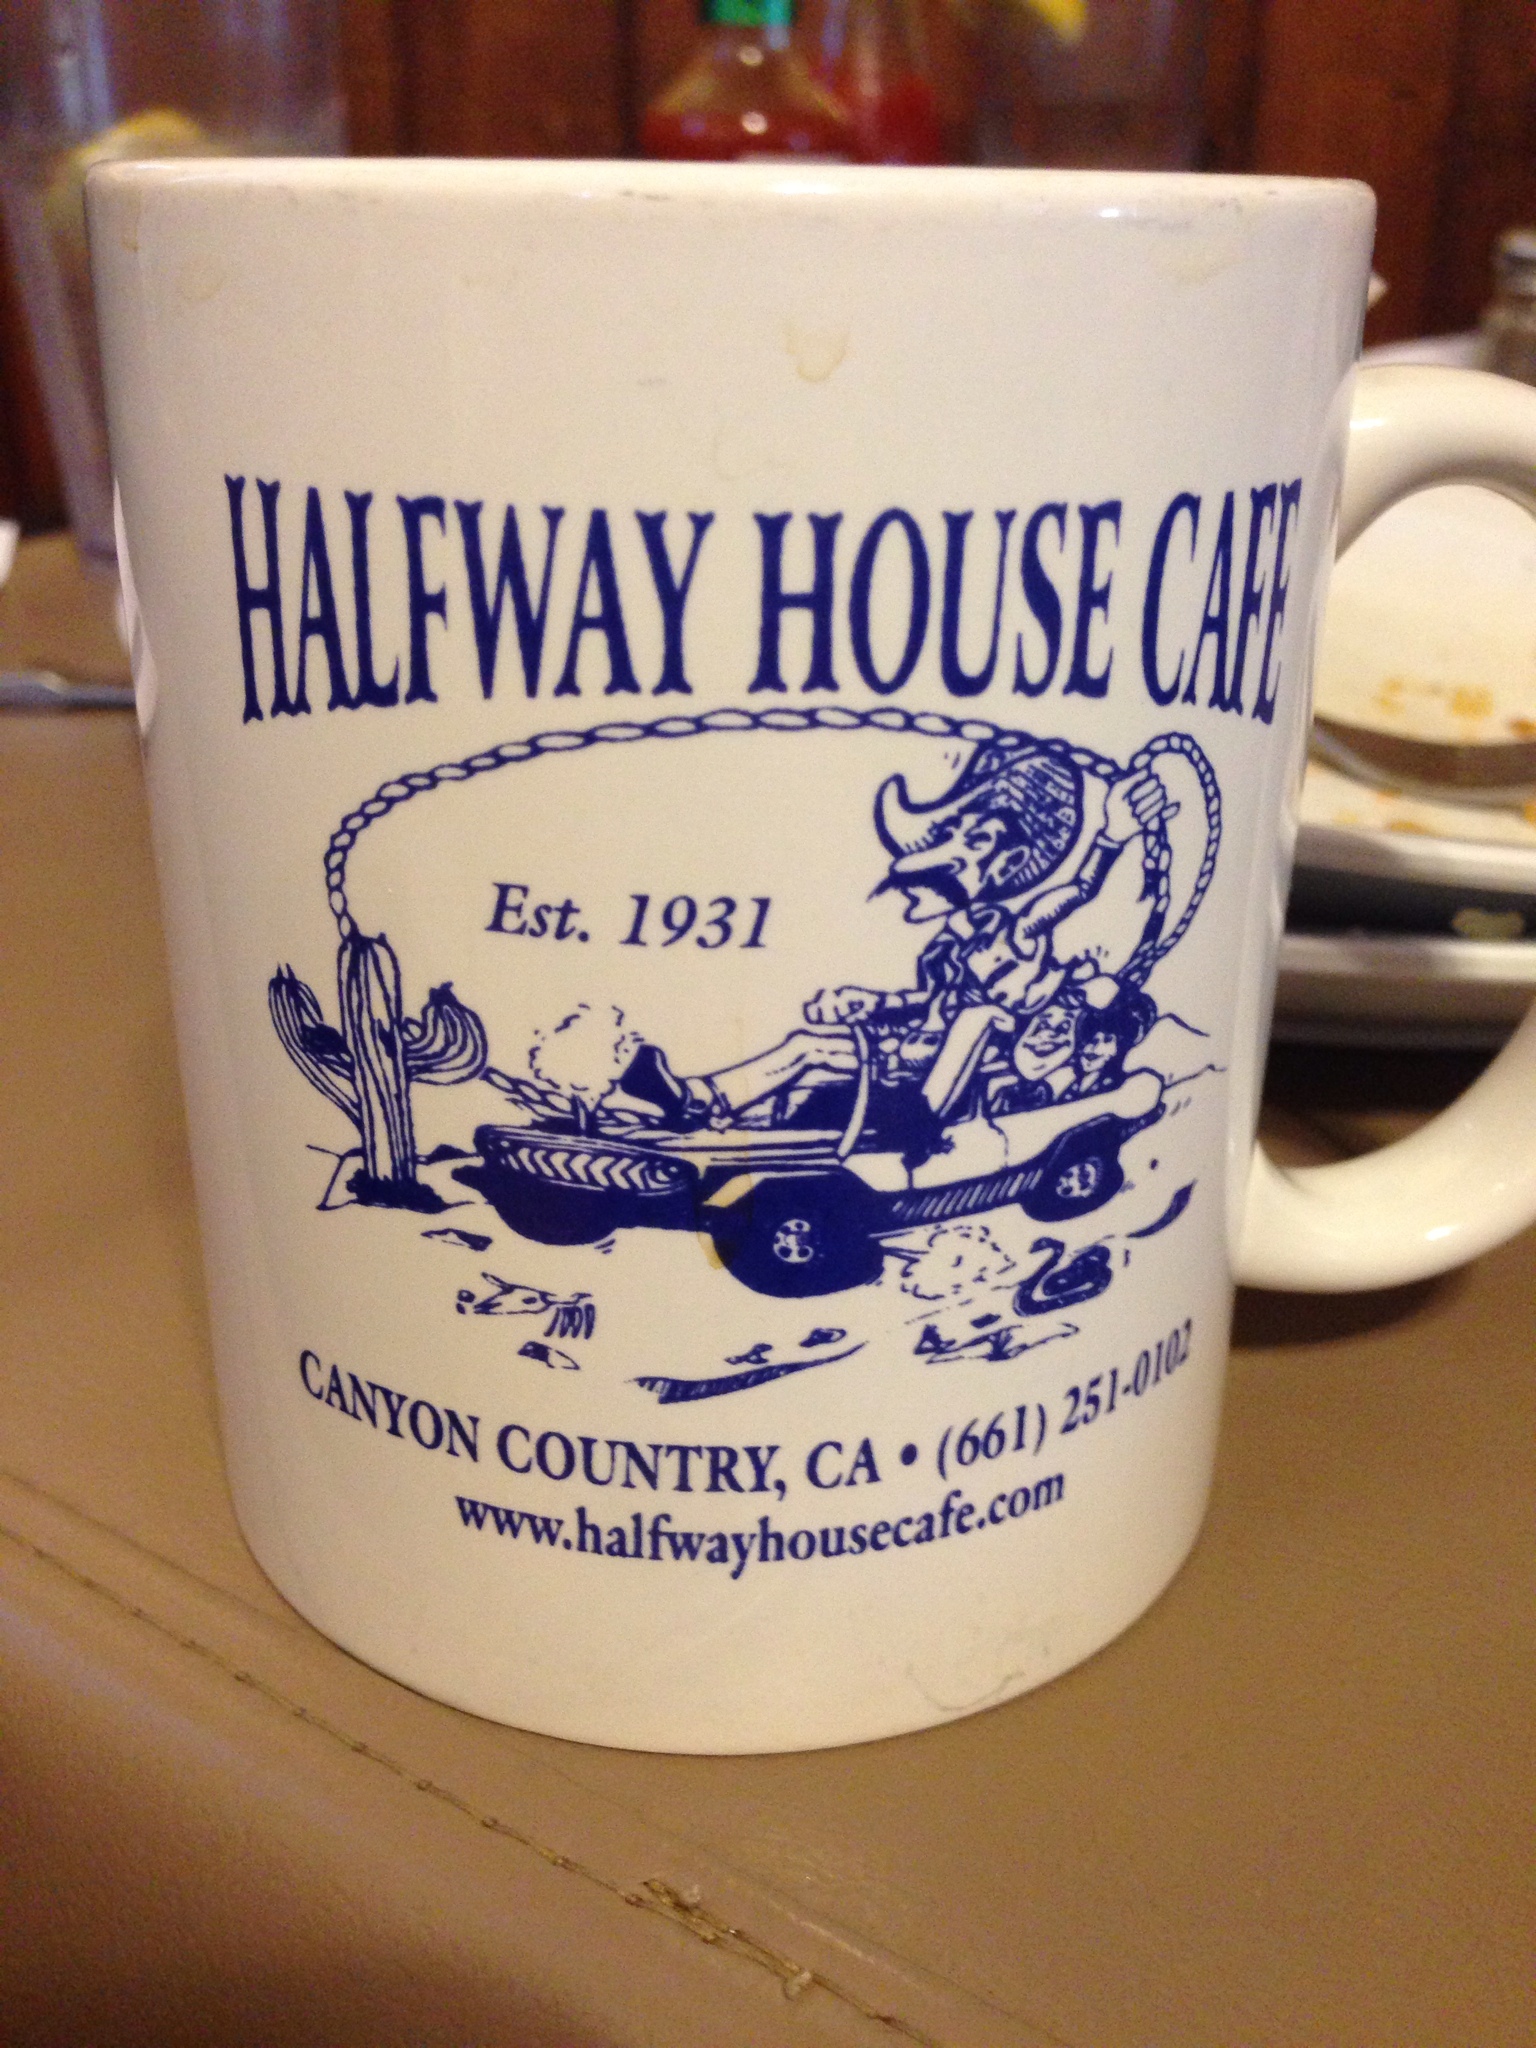 HALFWAY HOUSE CAFE
Est. 1931
CANYON COUNTRY, CA • (661) 251-0102
www.halfwayhousecafe.com